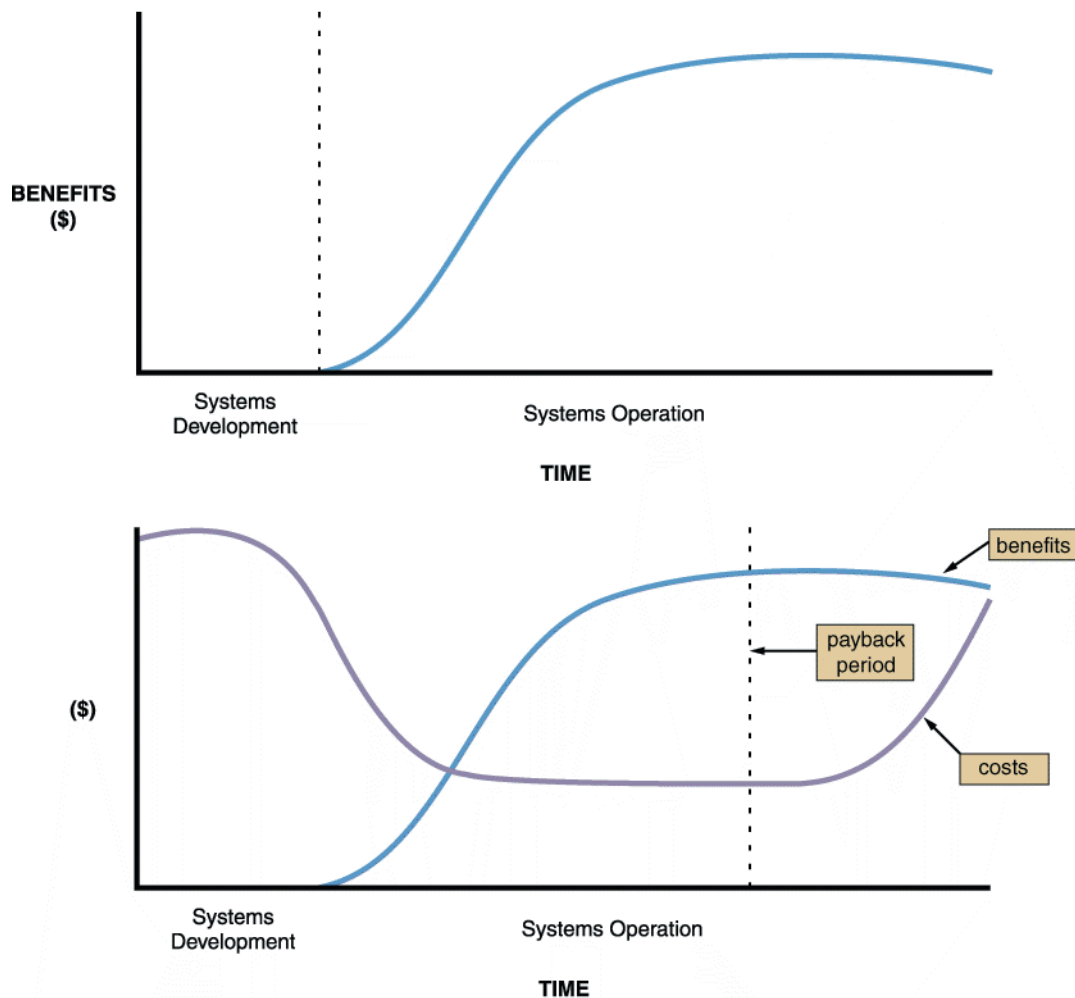 BENEFITS
($)
Systems
Development
Systems Operation
TIME
benefits
payback
period
($)
costs
Systems
Development
Systems Operation
TIME